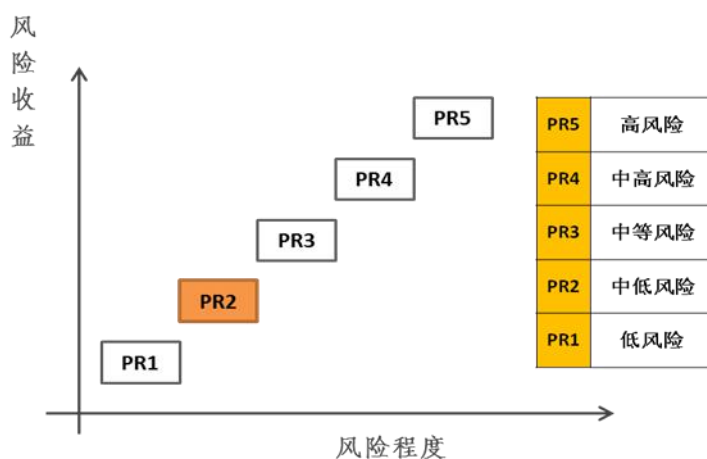 风险收益
PR5
PR4
PR3
PR2
PR1
风险程度
PR5 高风险
PR4 中高风险
PR3 中等风险
PR2 中低风险
PR1 低风险